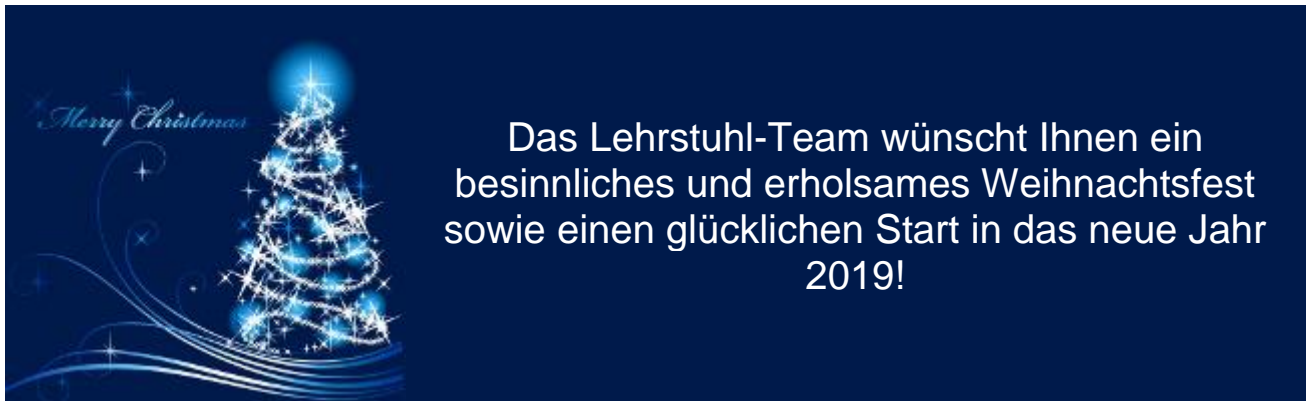 Merry Christmas
Das Lehrstuhl-Team wünscht Ihnen ein
besinnliches und erholsames Weihnachtsfest
sowie einen glücklichen Start in das neue Jahr
2019!